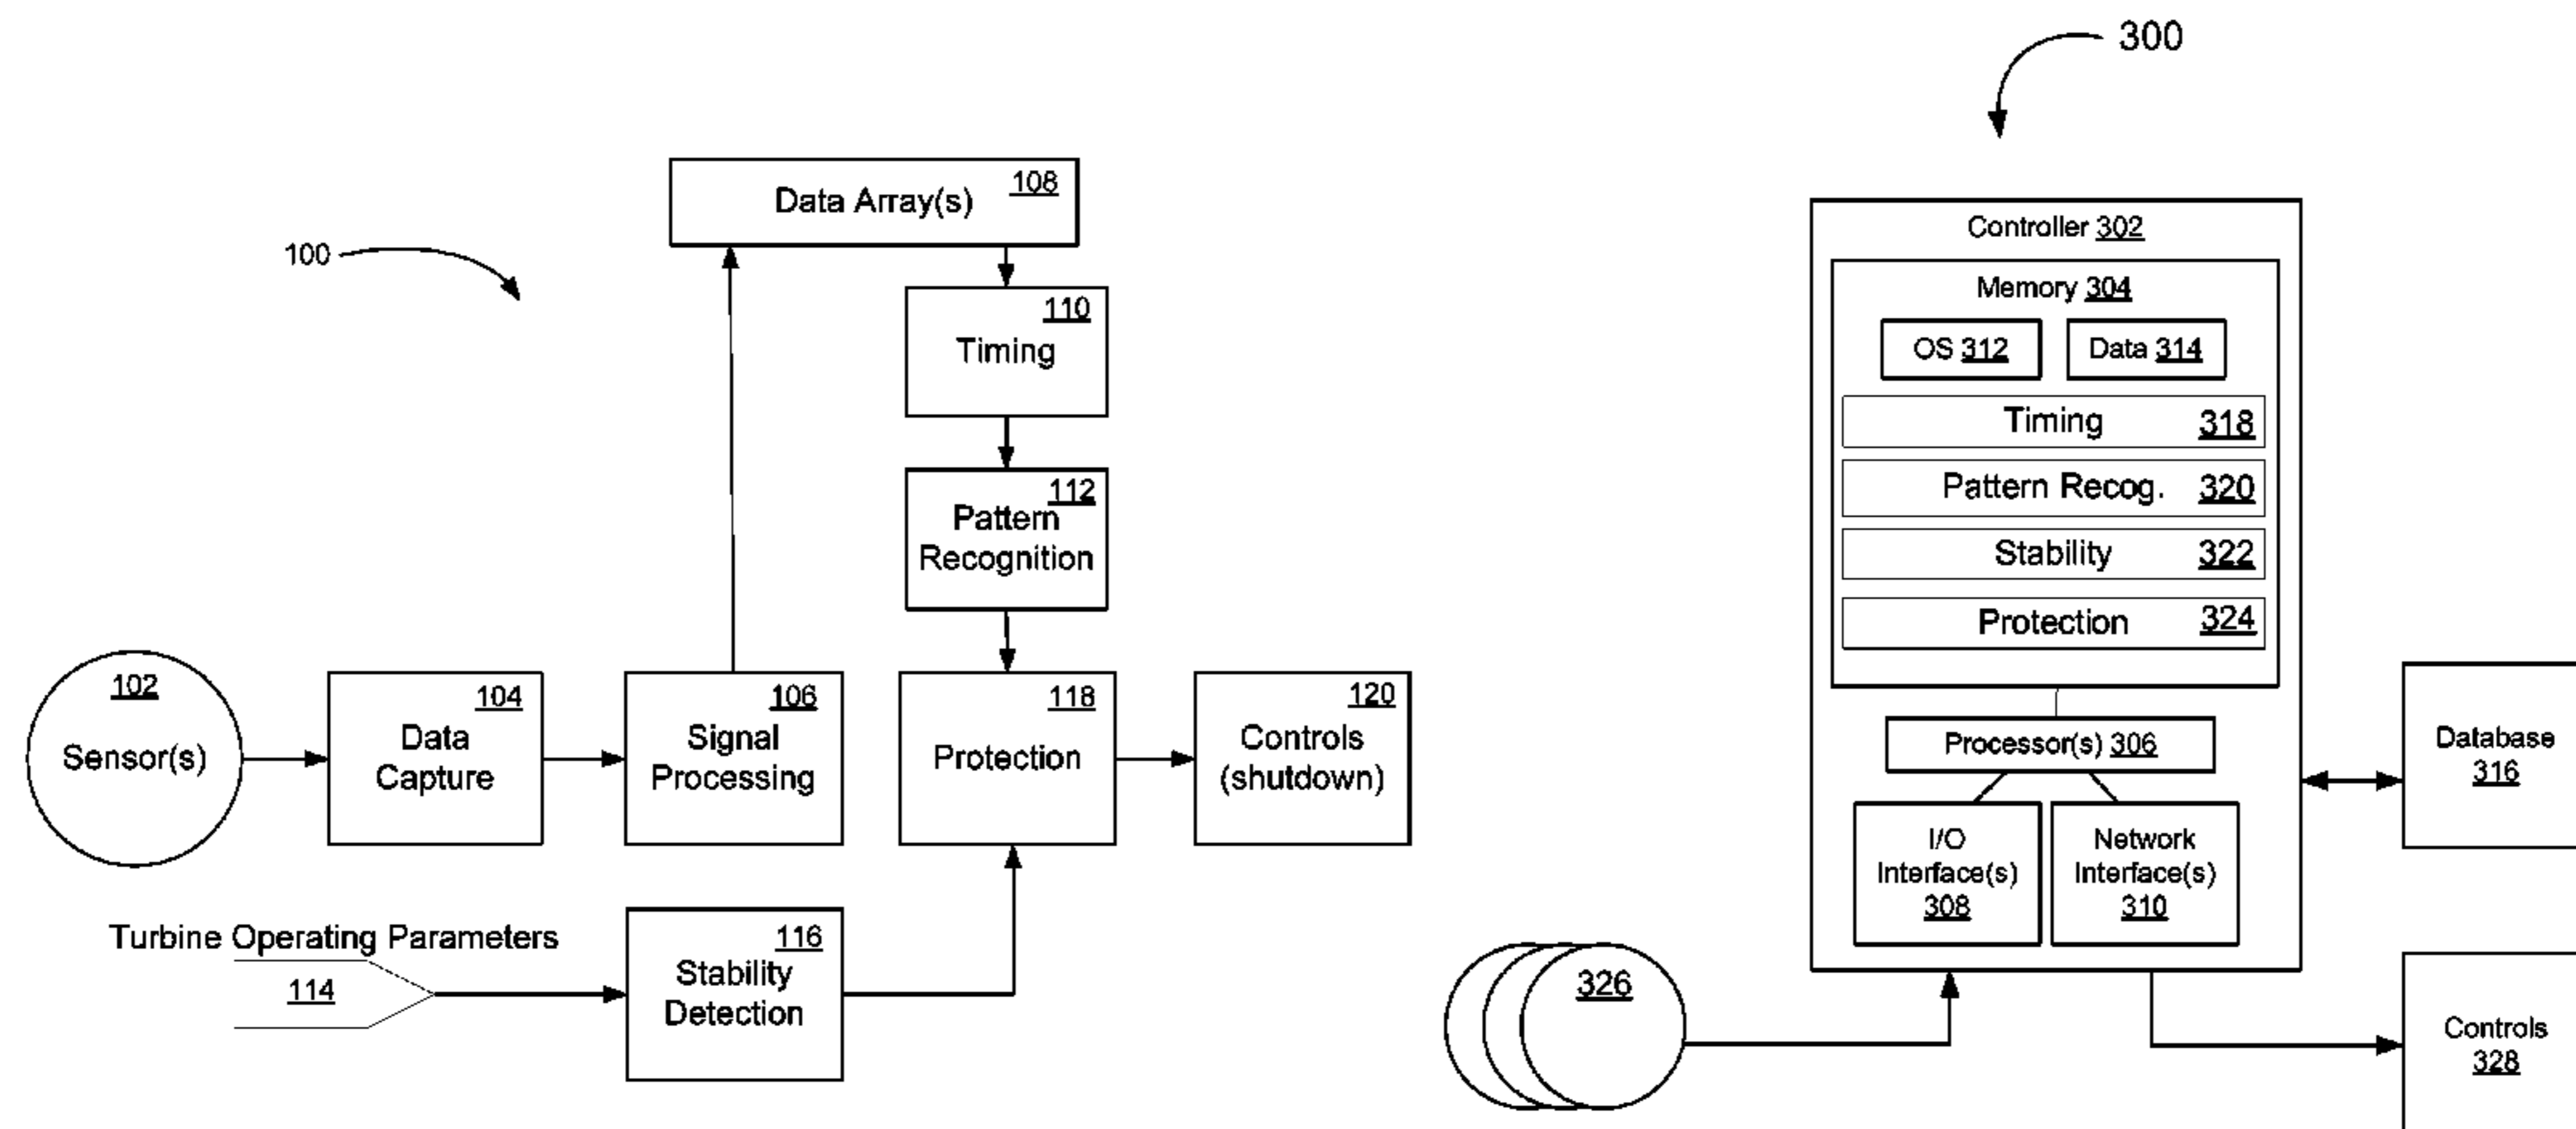 100
108
Data Array(s)
110
Timing
112
Pattern
Recognition
102
Sensor(s)
104
Data
Capture
106
Signal
Processing
118
Protection
120
Controls
(shutdown)
Turbine Operating Parameters
114
116
Stability
Detection
300
Controller 302
Memory 304
OS 312
Data 314
Timing 318
Pattern Recog. 320
Stability 322
Protection 324
Processor(s) 306
I/O
Interface(s)
308
Network
Interface(s)
310
Database
316
326
Controls
328